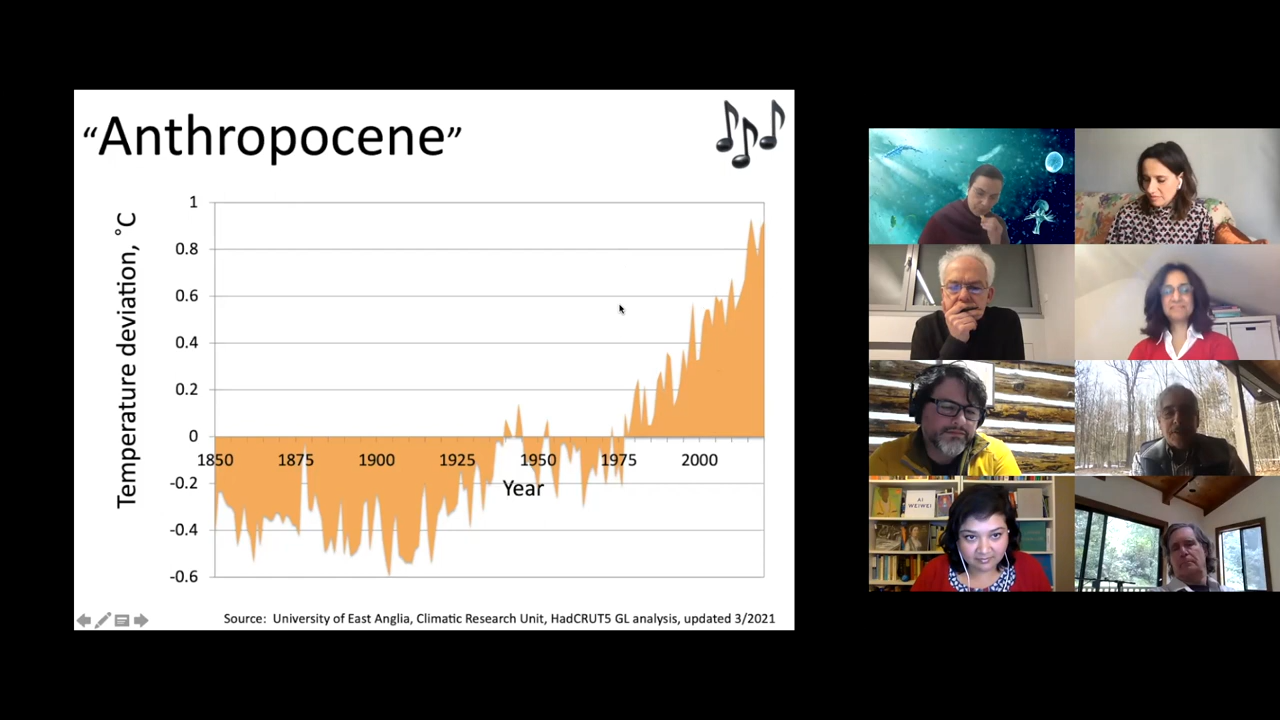 “Anthropocene”
Temperature deviation, ˚C
1
0.8
0.6
0.4
0.2
0
-0.2
-0.4
-0.6
1850 1875 1900 1925 1950 1975 2000
Year
Source: University of East Anglia, Climatic Research Unit, HadCRUT5 GL analysis, updated 3/2021
AI
WEIWEI